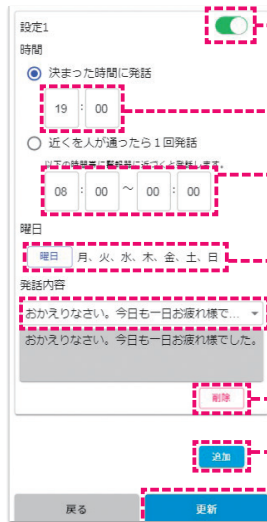 設定1
時間
決まった時間に発話
19 : 00
近くを人が通ったら1回発話
以下の時間帯に警報器に近づくと発話します。
08 : 00 ～ 00 : 00
曜日
曜日 月、火、水、木、金、土、日
発話内容
おかえりなさい。今日も一日お疲れ様で...
おかえりなさい。今日も一日お疲れ様でした。
削除
追加
戻る 更新